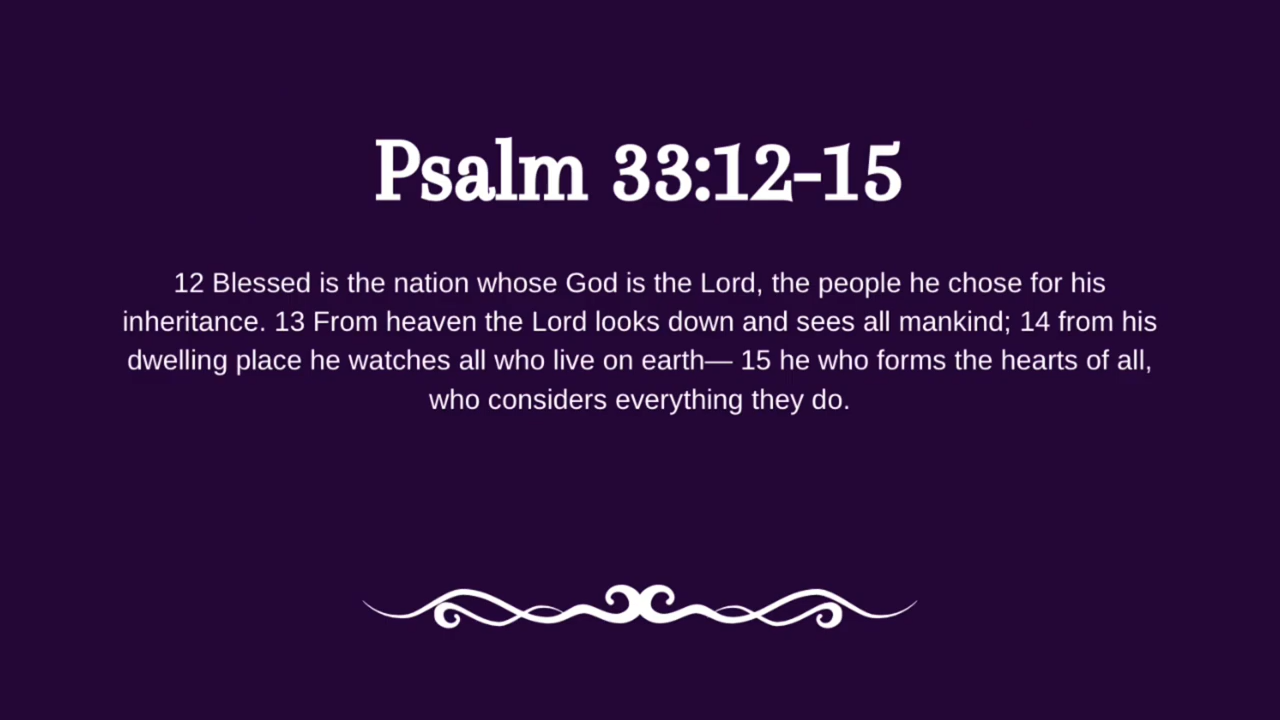 Psalm 33:12-15
12 Blessed is the nation whose God is the Lord, the people he chose for his
inheritance. 13 From heaven the Lord looks down and sees all mankind; 14 from his
dwelling place he watches all who live on earth— 15 he who forms the hearts of all,
who considers everything they do.